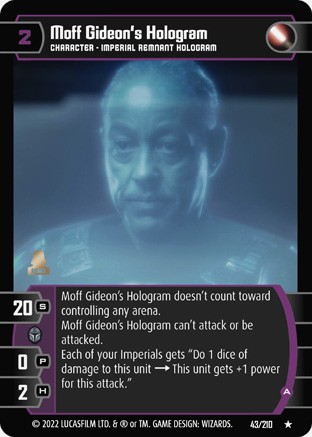 2 Moff Gideon's Hologram
CHARACTER - IMPERIAL REMNANT HOLOGRAM
20 S
0 P
2 H
Moff Gideon's Hologram doesn't count toward
controlling any arena.
Moff Gideon's Hologram can't attack or be
attacked.
Each of your Imperials gets "Do 1 dice of
damage to this unit → This unit gets +1 power
for this attack."
A
© 2022 LUCASFILM LTD. & ® or TM. GAME DESIGN: WIZARDS. 43/210 ★